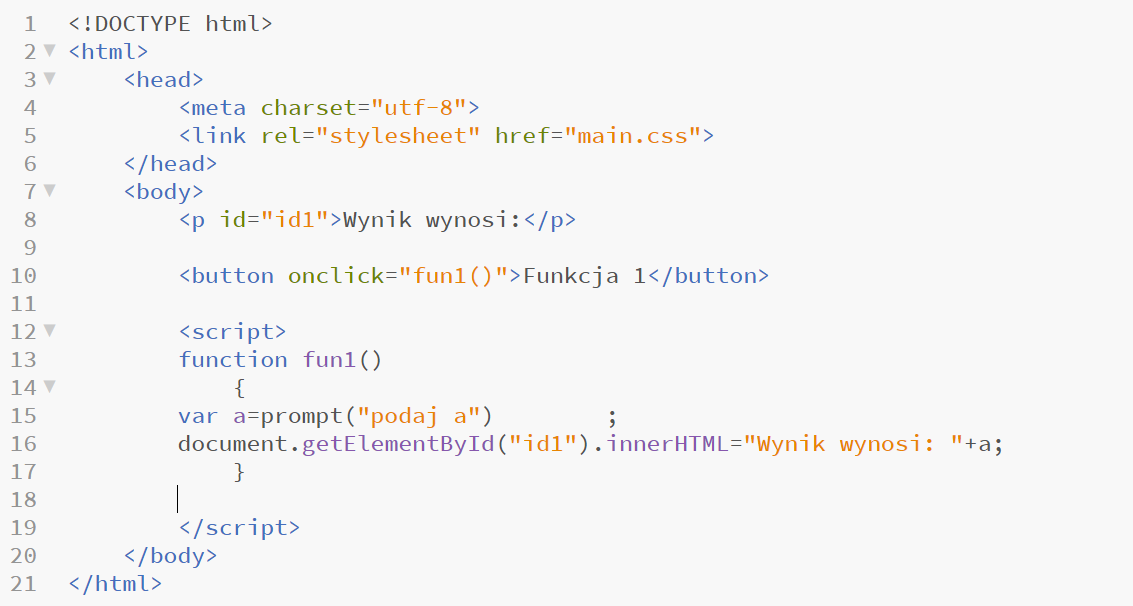 1 <!DOCTYPE html>
2 <html>
3     <head>
4         <meta charset="utf-8">
5         <link rel="stylesheet" href="main.css">
6     </head>
7     <body>
8         <p id="id1">Wynik wynosi:</p>
9
10         <button onclick="fun1()">Funkcja 1</button>
11
12         <script>
13         function fun1()
14             {
15         var a=prompt("podaj a")        ;
16         document.getElementById("id1").innerHTML="Wynik wynosi: "+a;
17             }
18
19         </script>
20     </body>
21 </html>